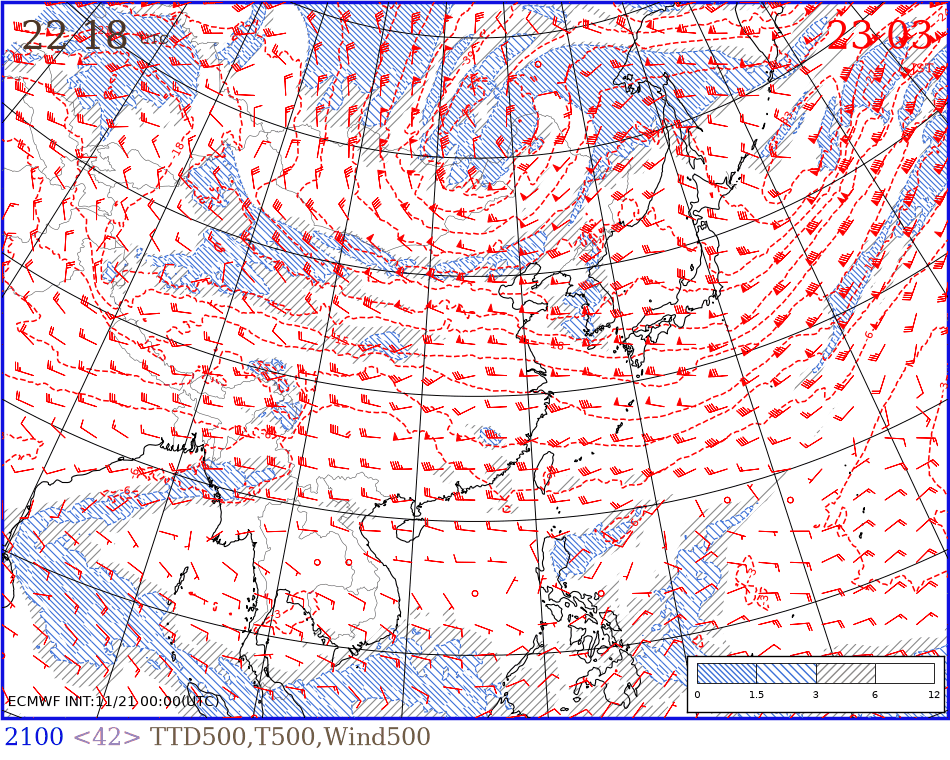 22 18 UTC
23 03 JST
ECMWF INIT:11/21 00:00(UTC)
0 1.5 3 6 12
2100 <42> TTD500,T500,Wind500